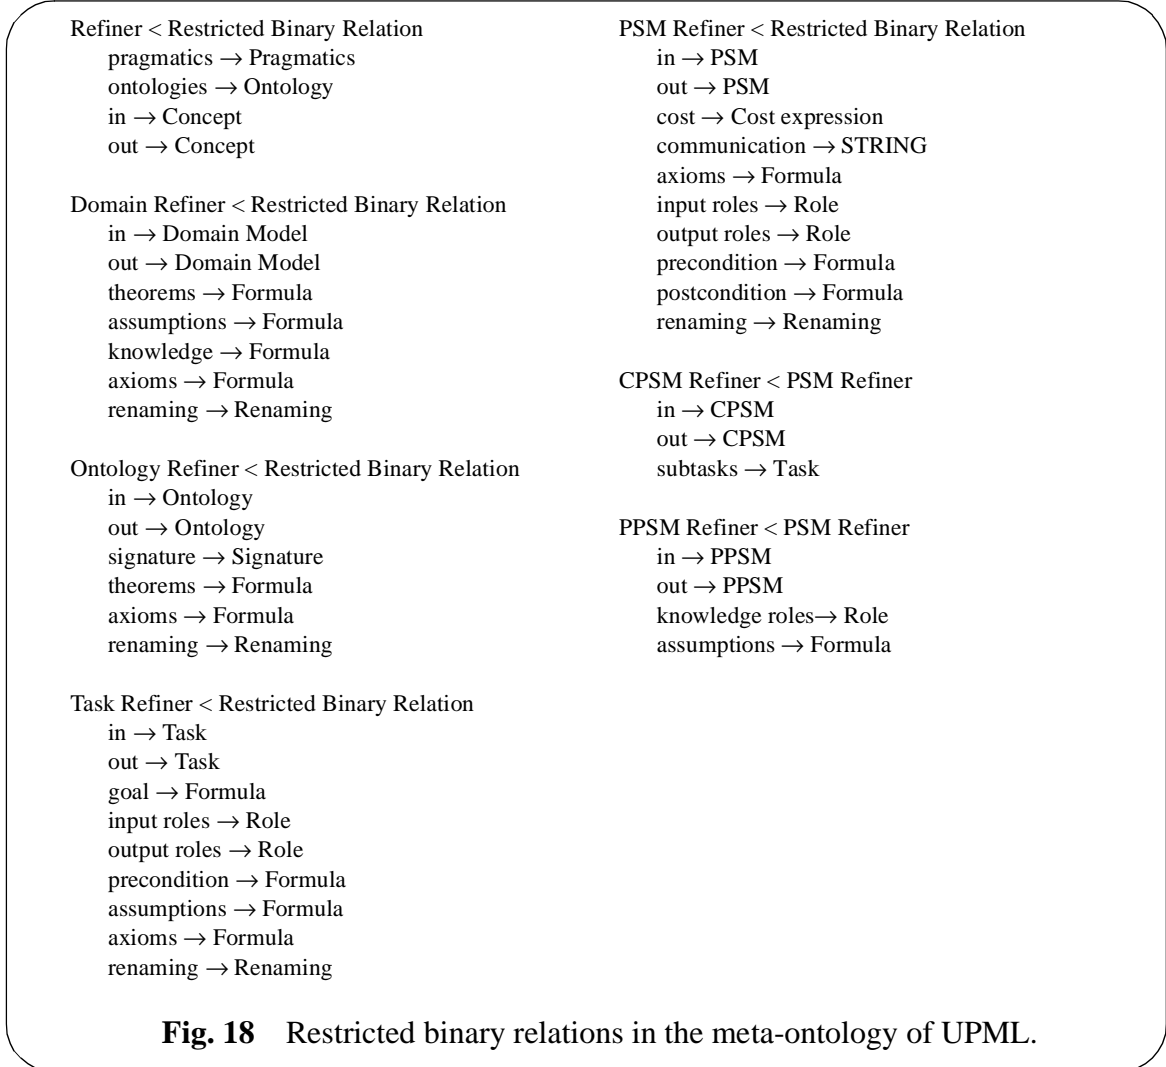 Refiner < Restricted Binary Relation
pragmatics → Pragmatics
ontologies → Ontology
in → Concept
out → Concept
Domain Refiner < Restricted Binary Relation
in → Domain Model
out → Domain Model
theorems → Formula
assumptions → Formula
knowledge → Formula
axioms → Formula
renaming → Renaming
Ontology Refiner < Restricted Binary Relation
in → Ontology
out → Ontology
signature → Signature
theorems → Formula
axioms → Formula
renaming → Renaming
Task Refiner < Restricted Binary Relation
in → Task
out → Task
goal → Formula
input roles → Role
output roles → Role
precondition → Formula
assumptions → Formula
axioms → Formula
renaming → Renaming
PSM Refiner < Restricted Binary Relation
in → PSM
out → PSM
cost → Cost expression
communication → STRING
axioms → Formula
input roles → Role
output roles → Role
precondition → Formula
postcondition → Formula
renaming → Renaming
CPSM Refiner < PSM Refiner
in → CPSM
out → CPSM
subtasks → Task
PPSM Refiner < PSM Refiner
in → PPSM
out → PPSM
knowledge roles→ Role
assumptions → Formula
Fig. 18 Restricted binary relations in the meta-ontology of UPML.